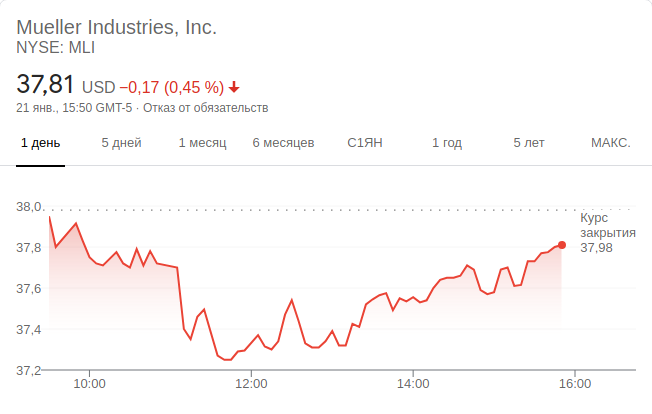 Mueller Industries, Inc.
NYSE: MLI
37,81 USD −0,17 (0,45 %)
21 янв., 15:50 GMT-5 · Отказ от обязательств
1 день 5 дней 1 месяц 6 месяцев С1ЯН 1 год 5 лет МАКС.
38,0
Курс
закрытия
37,98
37,8
37,6
37,4
37,2
10:00 12:00 14:00 16:00